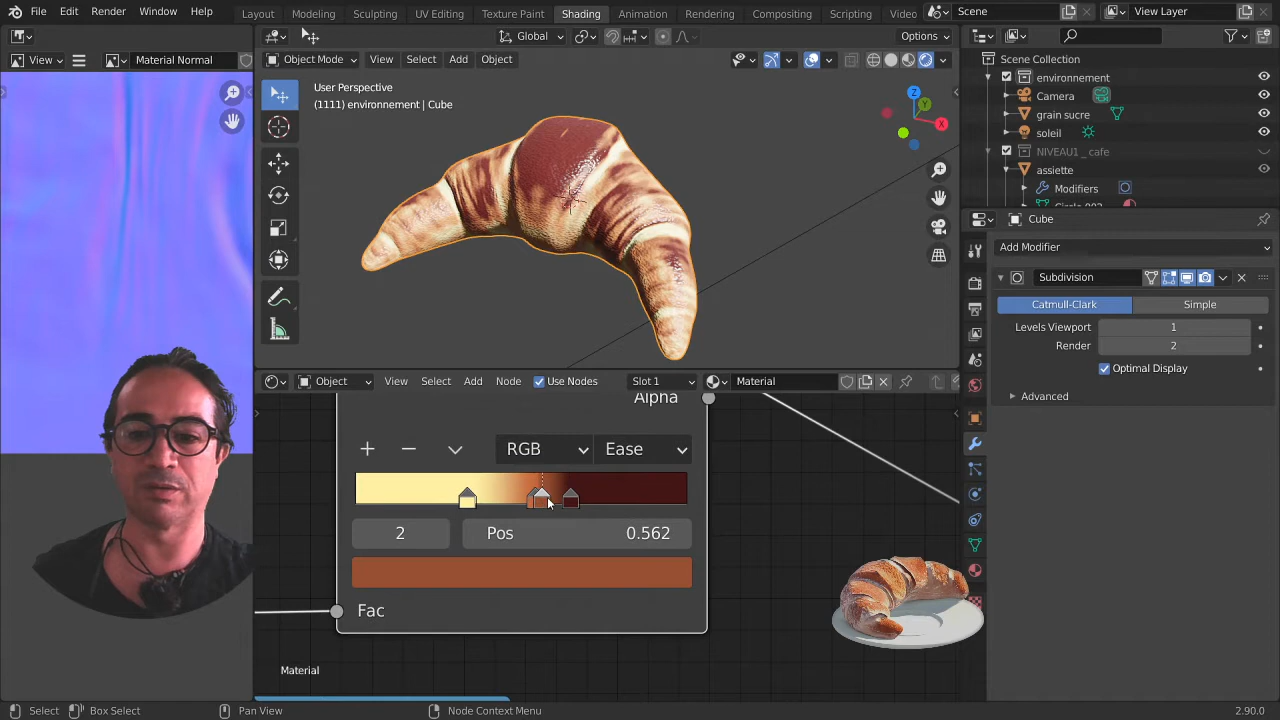 File Edit Render Window Help Layout Modeling Sculpting UV Editing Texture Paint Shading Animation Rendering Compositing Scripting Video Scene View Layer
Global Options
View Material Normal Object Mode View Select Add Object
User Perspective
(1111) environnement | Cube
Z
Y
X
Scene Collection
environnement
Camera
grain sucre
soleil
NIVEAU1 _ cafe
assiette
Modifiers
Cube
Add Modifier
Subdivision
Catmull-Clark Simple
Levels Viewport 1
Render 2
Optimal Display
Advanced
Object View Select Add Node Use Nodes Slot 1 Material
Alpha
RGB Ease
2 Pos 0.562
Fac
Material
Select Box Select Pan View Node Context Menu 2.90.0